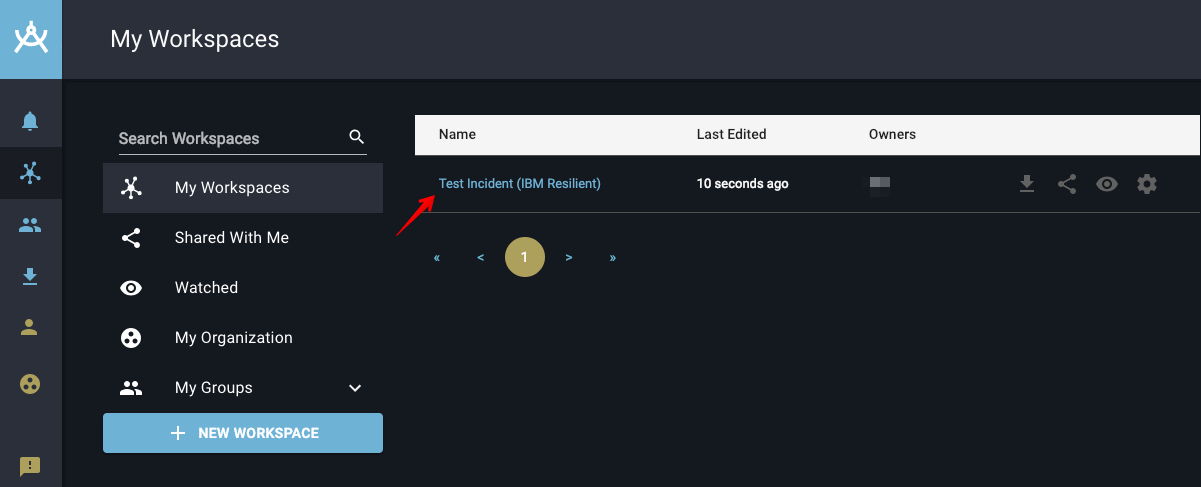 My Workspaces
Search Workspaces
My Workspaces
Shared With Me
Watched
My Organization
My Groups
NEW WORKSPACE
Name Last Edited Owners
Test Incident (IBM Resilient) 10 seconds ago
« < 1 > »